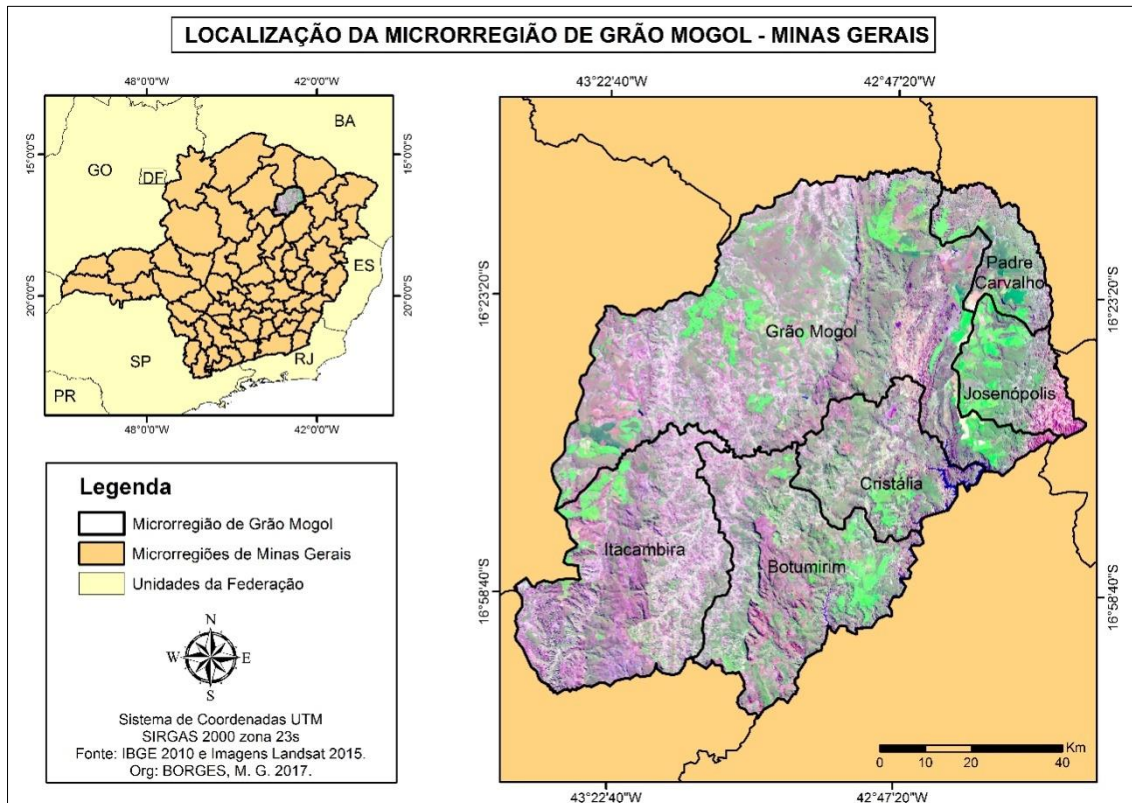 LOCALIZAÇÃO DA MICRORREGIÃO DE GRÃO MOGOL - MINAS GERAIS
48°0'0"W
42°0'0"W
15°0'0"S
15°0'0"S
20°0'0"S
20°0'0"S
BA
GO
DF
ES
SP
RJ
PR
48°0'0"W
42°0'0"W
Legenda
Microrregião de Grão Mogol
Microrregiões de Minas Gerais
Unidades da Federação
N
W
E
S
Sistema de Coordenadas UTM
SIRGAS 2000 zona 23s
Fonte: IBGE 2010 e Imagens Landsat 2015.
Org: BORGES, M. G. 2017.
43°22'40"W
42°47'20"W
16°23'20"S
16°23'20"S
Padre
Carvalho
Grão Mogol
Josenópolis
Cristália
Itacambira
Botumirim
16°58'40"S
16°58'40"S
Km
0 10 20 40
43°22'40"W
42°47'20"W